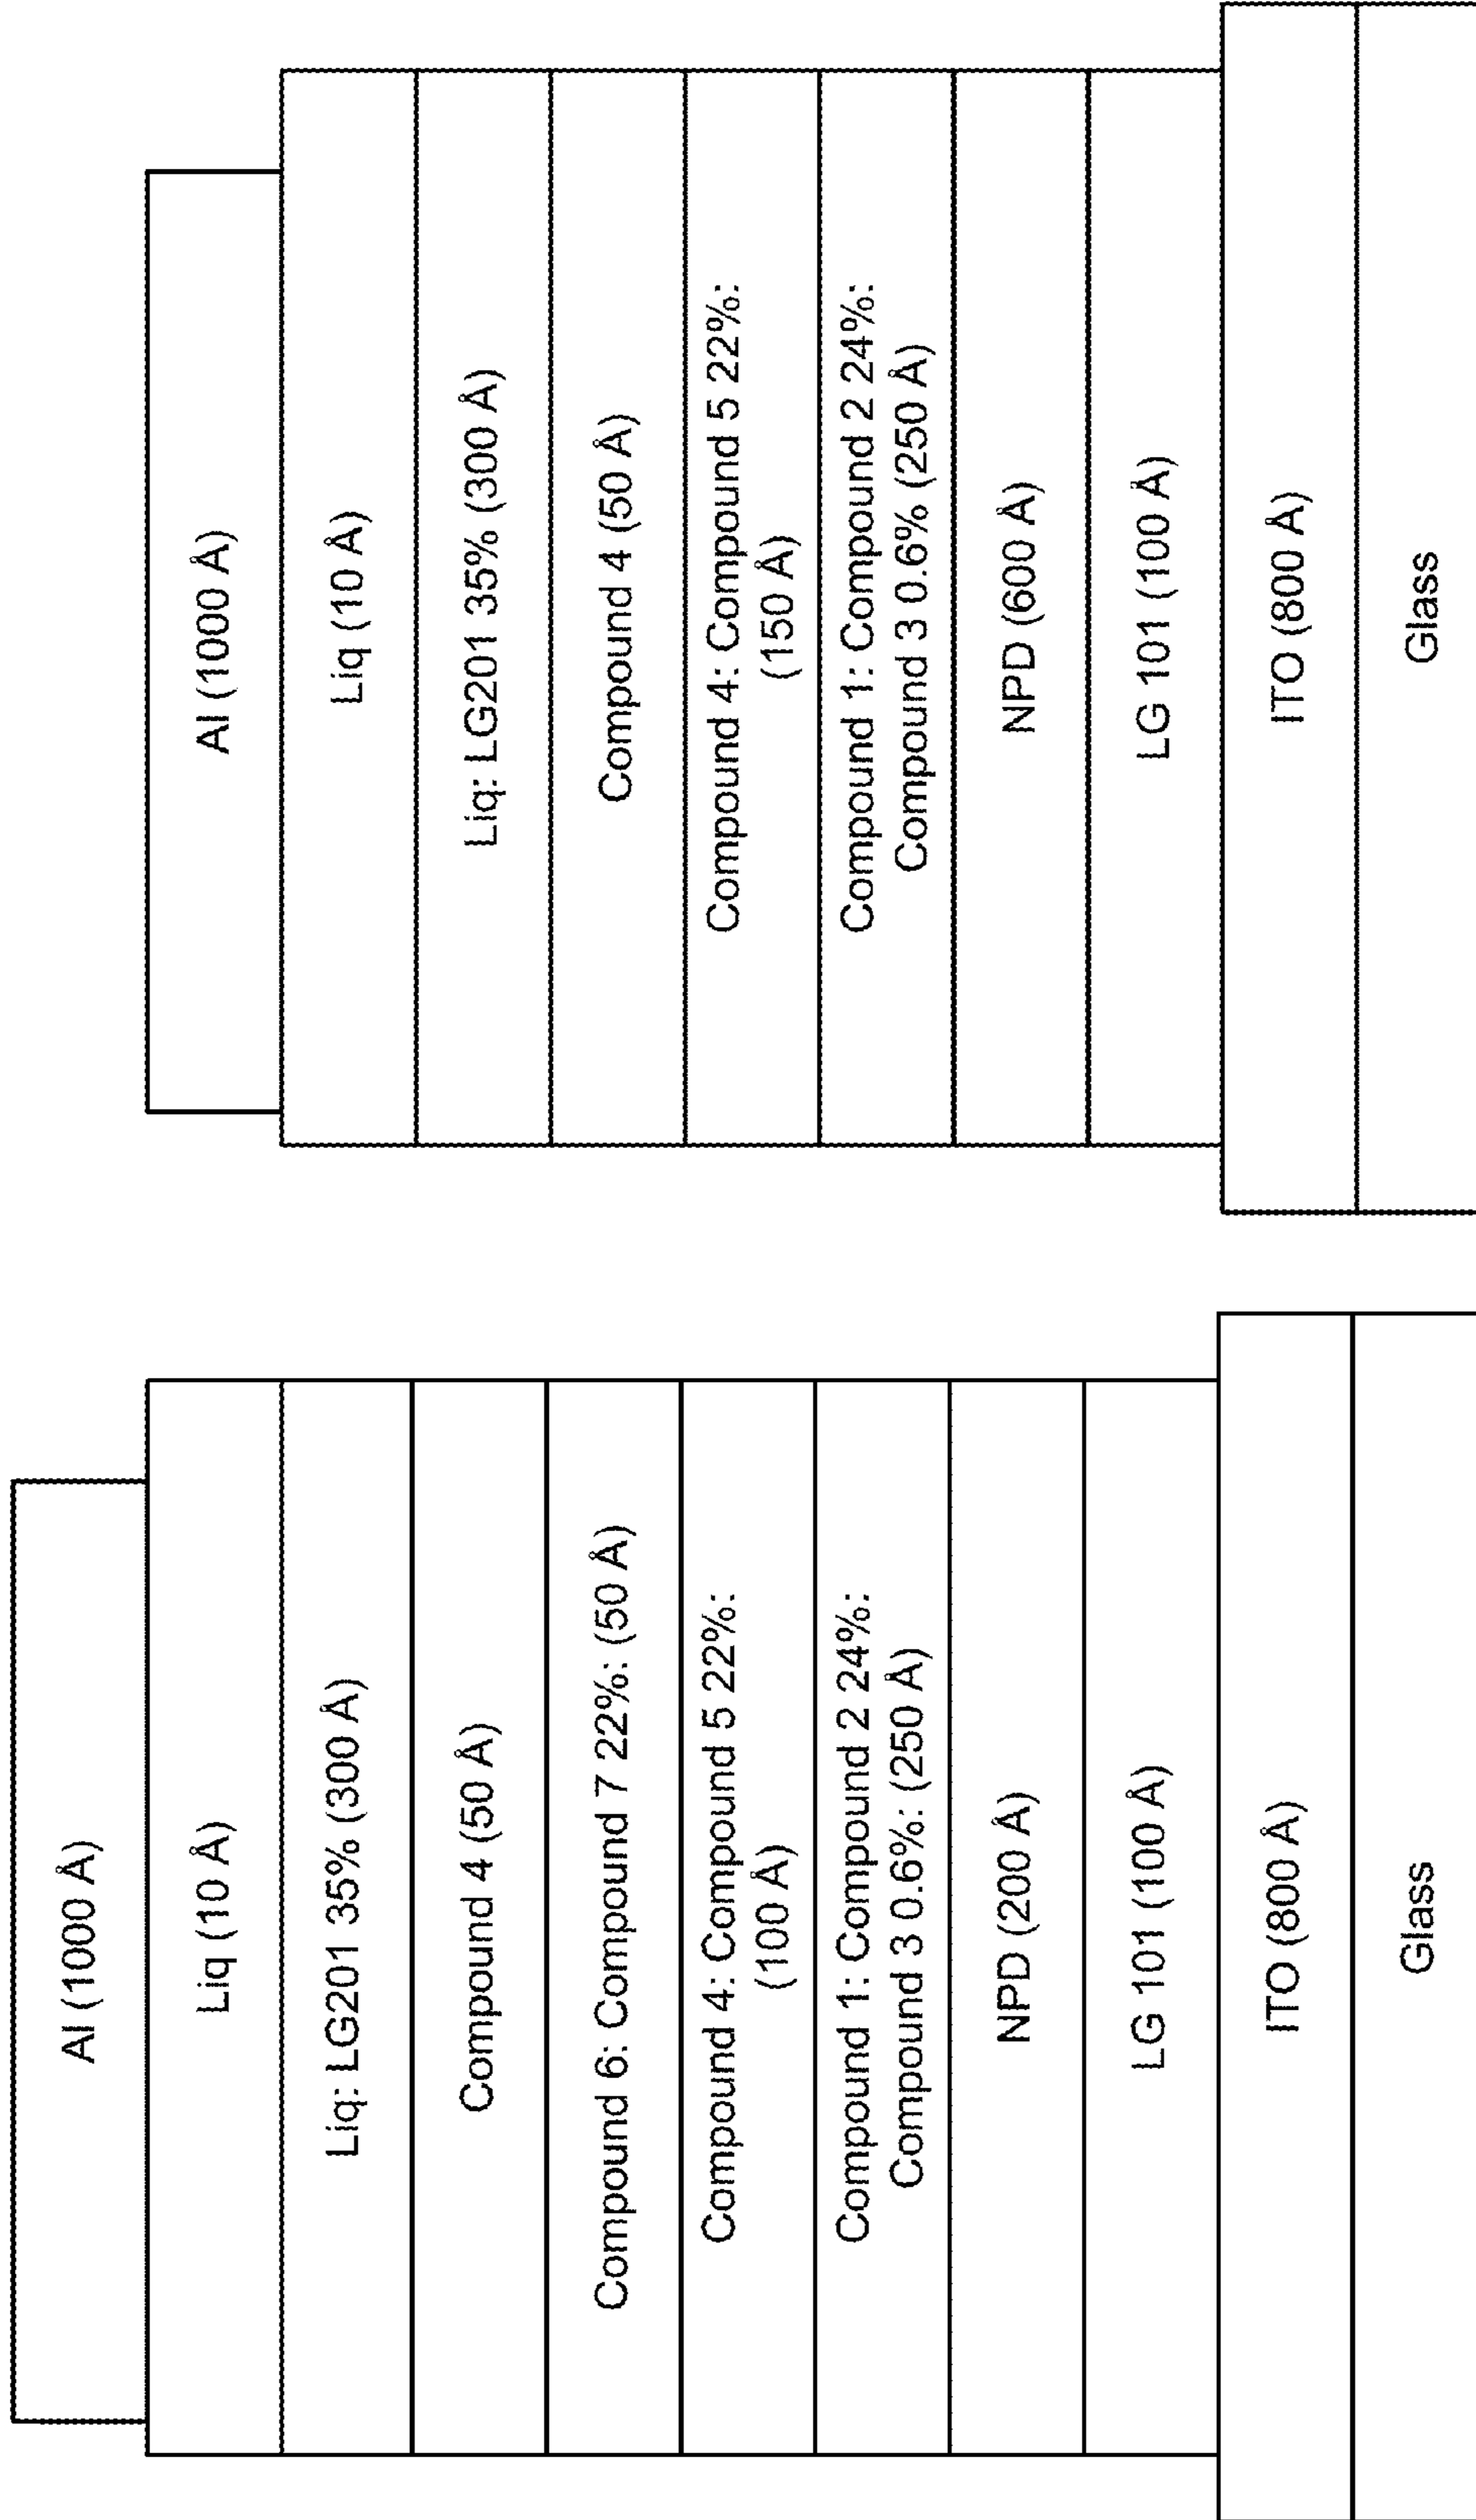 Al (1000 Å)
Liq (10 Å)
Liq: LG201 35% (300 Å)
Compound 4 (50 Å)
Compound 6: Compound 7 22%: (50 Å)
Compound 4: Compound 5 22%:
(100 Å)
Compound 1: Compound 2 24%:
Compound 3 0.6%: (250 Å)
NPD (200 Å)
LG 101 (100 Å)
ITO (800 Å)
Glass
Al (1000 Å)
Liq (10 Å)
Liq: LG201 35% (300 Å)
Compound 4 (50 Å)
Compound 4: Compound 5 22%:
(150 Å)
Compound 1: Compound 2 24%:
Compound 3 0.6% (250 Å)
NPD (600 Å)
LG 101 (100 Å)
ITO (800 Å)
Glass